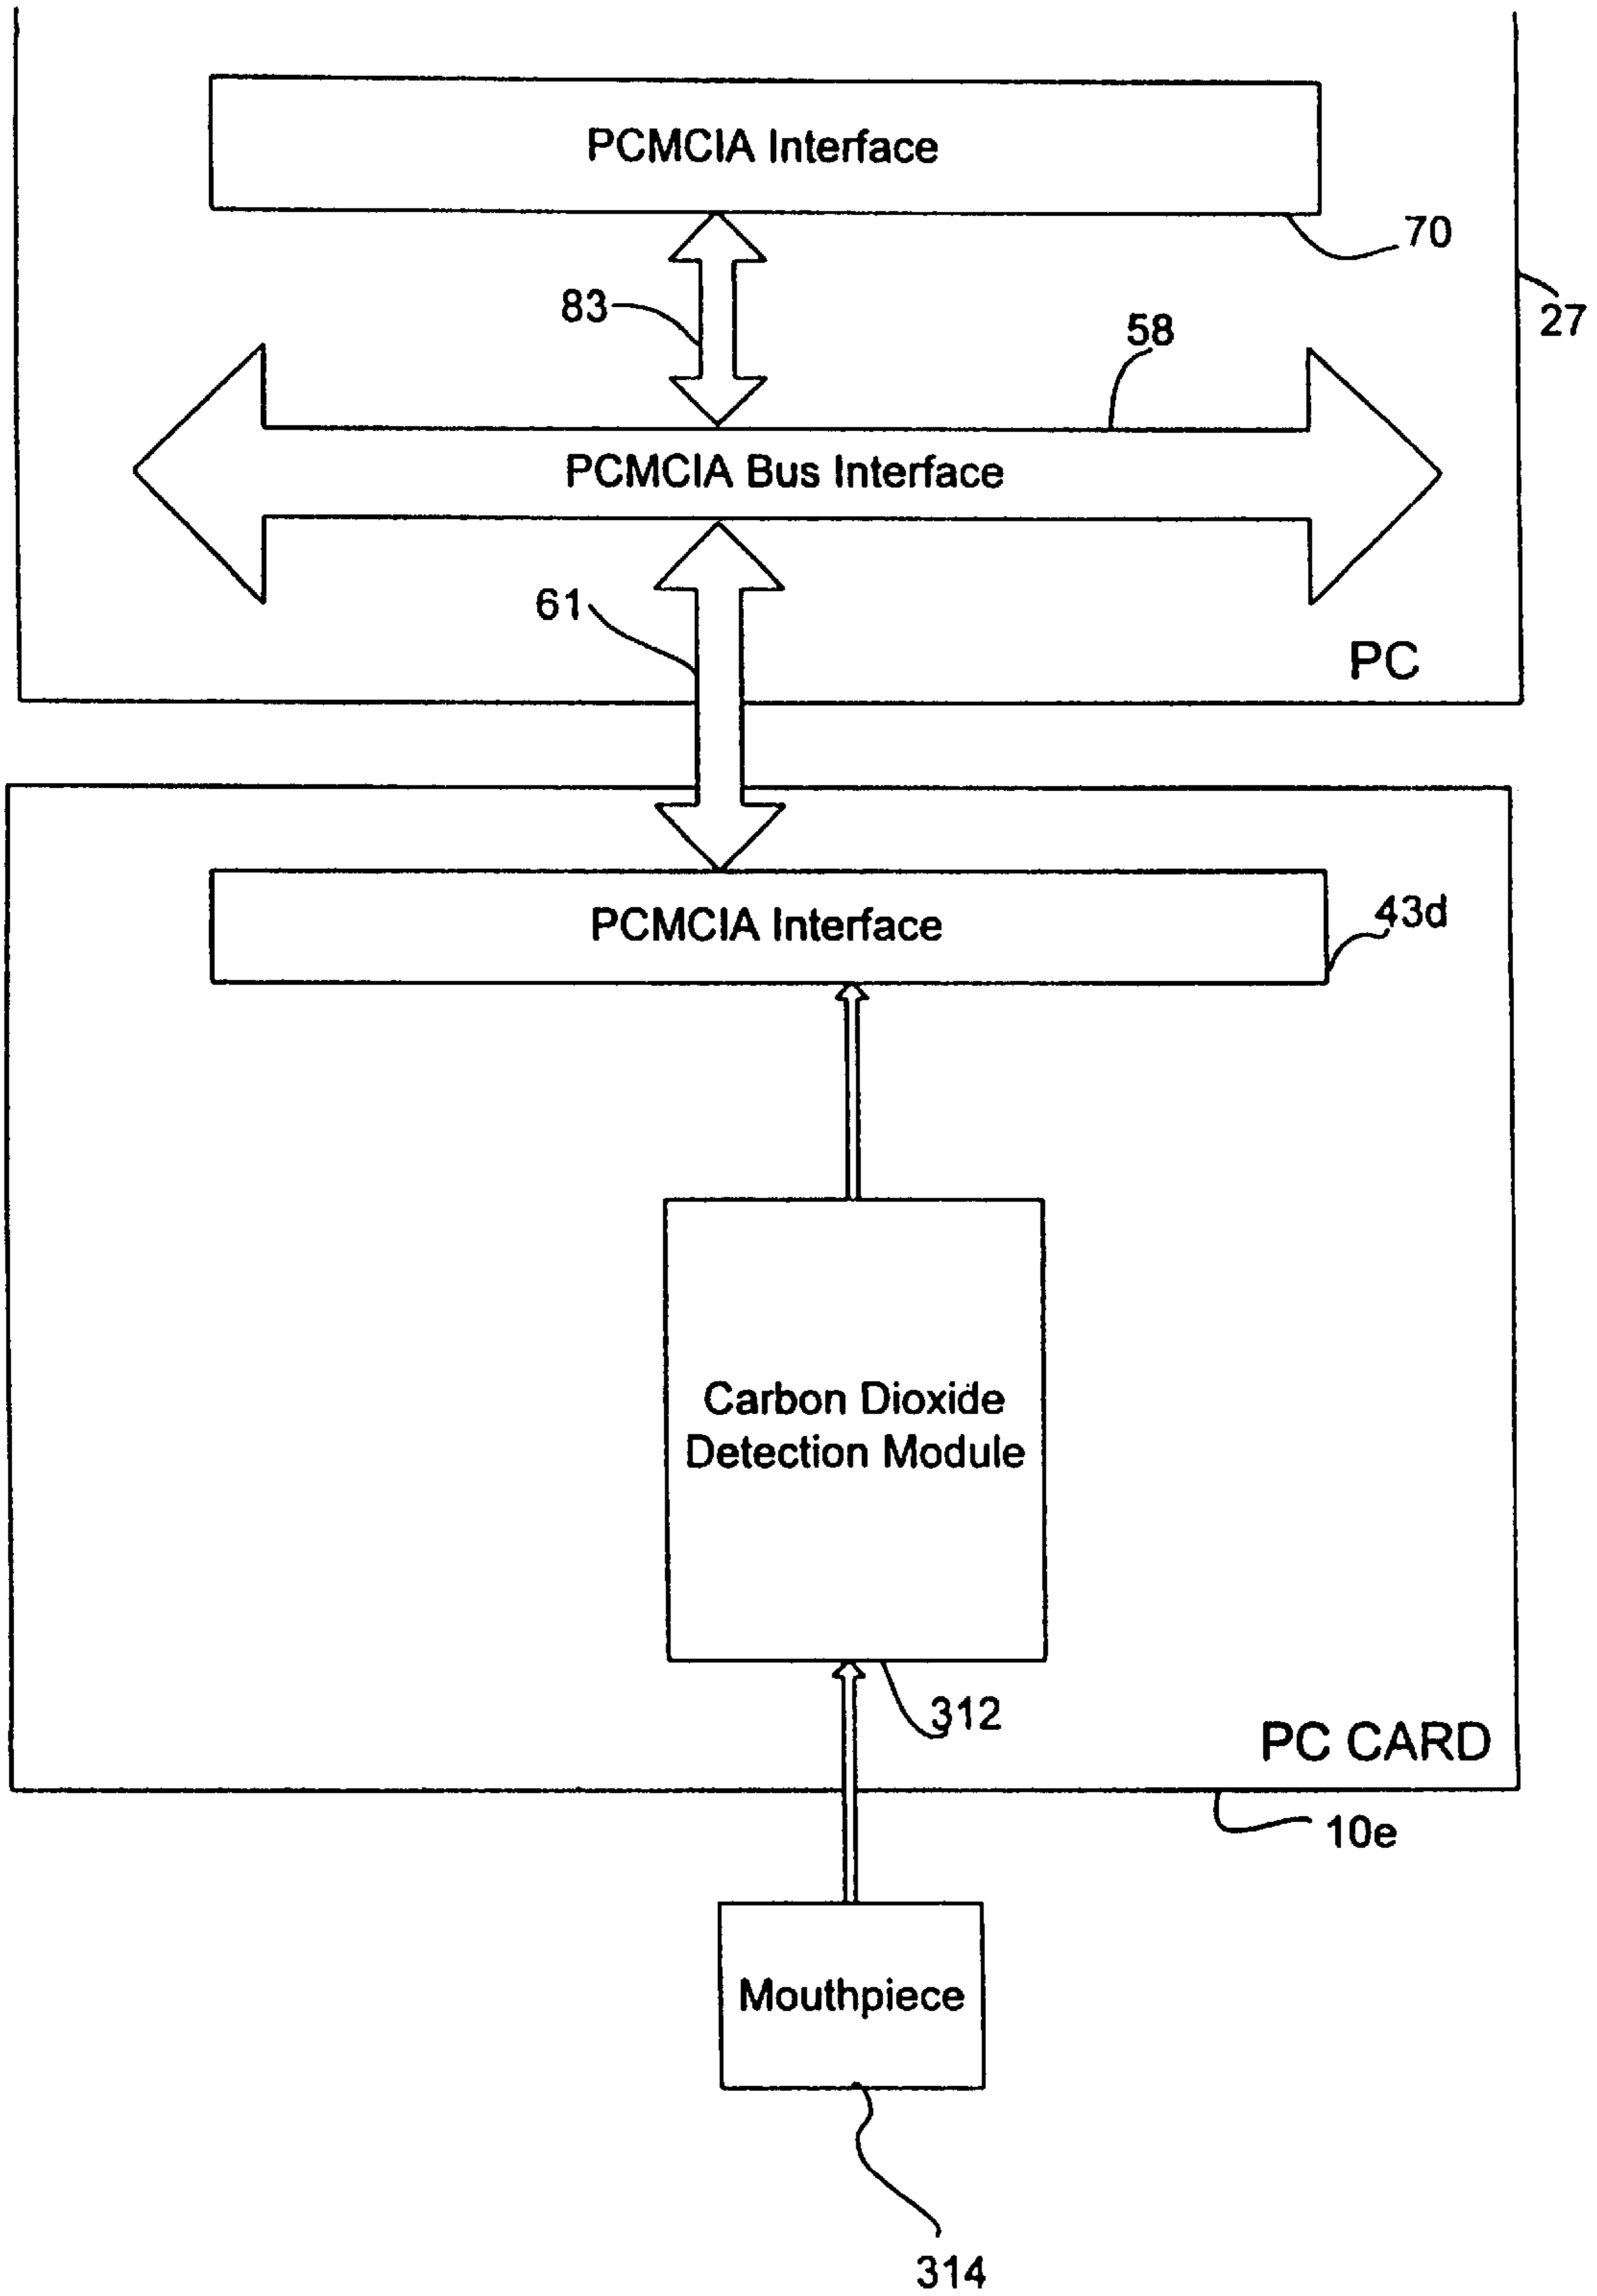 PCMCIA Interface
70
27
83
58
PCMCIA Bus Interface
61
PC
PCMCIA Interface
43d
Carbon Dioxide
Detection Module
312
PC CARD
10e
Mouthpiece
314